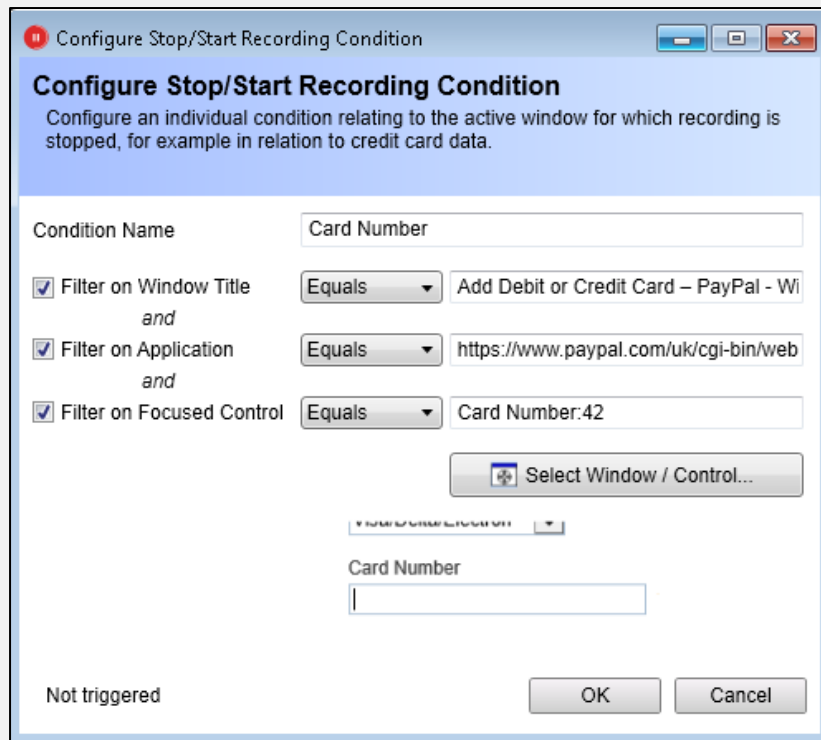 Configure Stop/Start Recording Condition
Configure Stop/Start Recording Condition
Configure an individual condition relating to the active window for which recording is
stopped, for example in relation to credit card data.
Condition Name Card Number
Filter on Window Title Equals Add Debit or Credit Card – PayPal - Wi
and
Filter on Application Equals https://www.paypal.com/uk/cgi-bin/web
and
Filter on Focused Control Equals Card Number:42
Select Window / Control...
Visa/Delta/Electron
Card Number
Not triggered OK Cancel